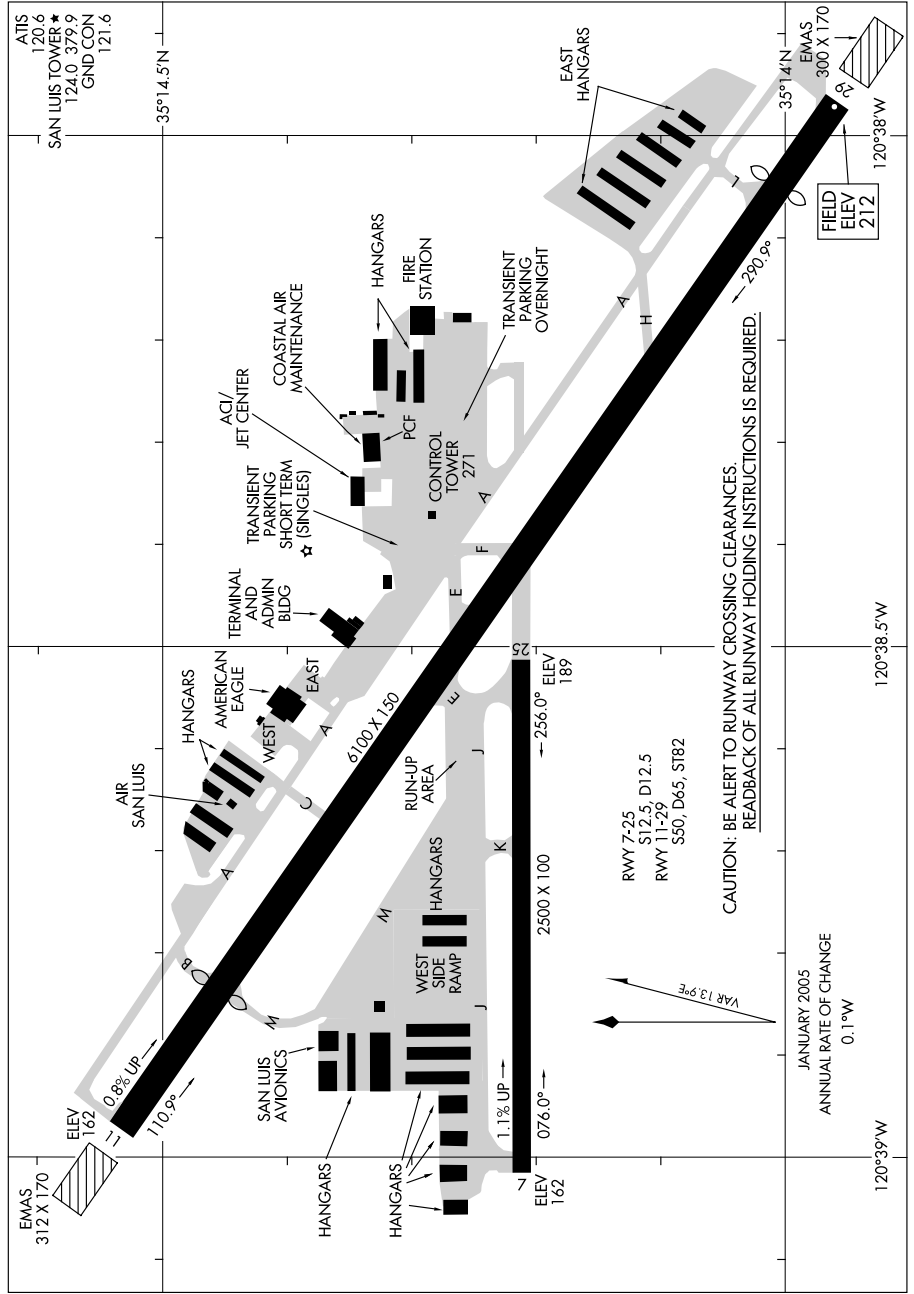 ATIS
120.6
SAN LUIS TOWER ★
124.0 379.9
GND CON
121.6
35°14.5'N
35°14'N
EMAS
300 X 170
29
120°38'W
FIELD
ELEV
212
EAST
HANGARS
L
290.9°
HANGARS
FIRE
STATION
COASTAL AIR
MAINTENANCE
ACI/
JET CENTER
PCF
TRANSIENT
PARKING
OVERNIGHT
A
H
CONTROL
TOWER
271
TRANSIENT
PARKING
SHORT TERM
(SINGLES)
A
F
E
TERMINAL
AND
ADMIN
BLDG
120°38.5'W
25
ELEV
189
256.0°
HANGARS
AMERICAN
EAGLE
EAST
WEST
A
6100 X 150
E
J
RUN-UP
AREA
AIR
SAN LUIS
C
A
K
HANGARS
2500 X 100
M
WEST
SIDE
RAMP
B
M
J
SAN LUIS
AVIONICS
HANGARS
HANGARS
HANGARS
0.8% UP
110.9°
1.1% UP
076.0°
11
ELEV
162
EMAS
312 X 170
7
ELEV
162
120°39'W
RWY 7-25
S12.5, D12.5
RWY 11-29
S50, D65, ST82
CAUTION: BE ALERT TO RUNWAY CROSSING CLEARANCES.
READBACK OF ALL RUNWAY HOLDING INSTRUCTIONS IS REQUIRED.
VAR 13.9°E
JANUARY 2005
ANNUAL RATE OF CHANGE
0.1°W